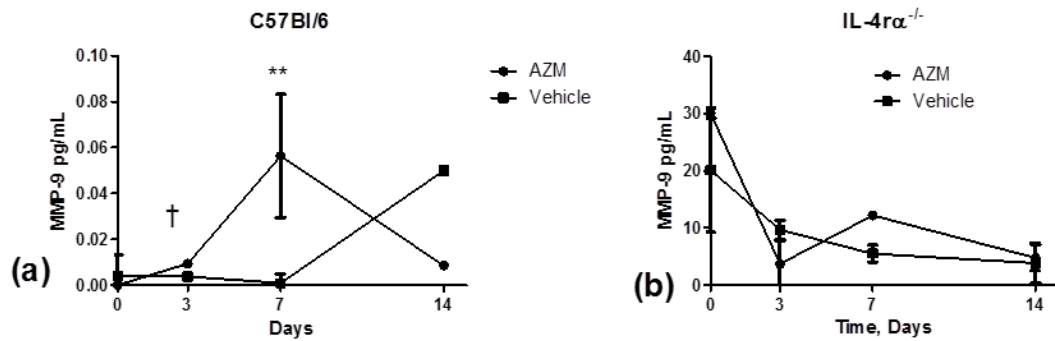 C57Bl/6
0.10
0.08
0.06
0.04
0.02
0.00
MMP-9 pg/mL
**
†
AZM
Vehicle
0 3 7 14
Days
(a)
IL-4rα-/-
40
30
20
10
0
MMP-9 pg/mL
AZM
Vehicle
0 3 7 14
Time, Days
(b)